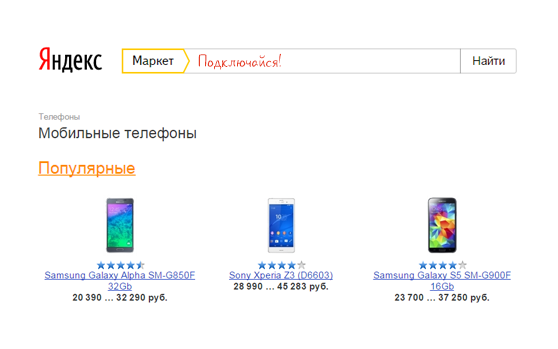 Яндекс Маркет Подключайся! Найти
Телефоны
Мобильные телефоны
Популярные
Samsung Galaxy Alpha SM-G850F
32Gb
20 390 ... 32 290 руб.
Sony Xperia Z3 (D6603)
28 990 ... 45 283 руб.
Samsung Galaxy S5 SM-G900F
16Gb
23 700 ... 37 250 руб.